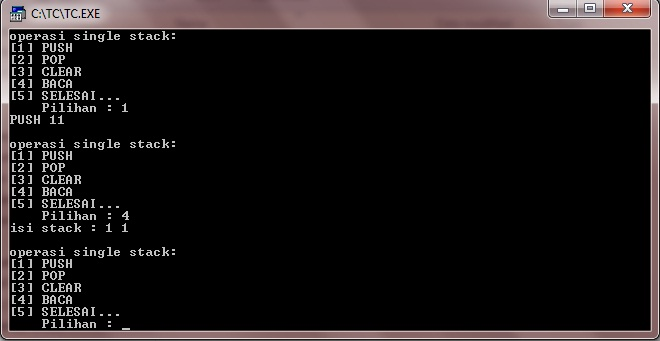 C:\TC\TC.EXE
operasi single stack:
[1] PUSH
[2] POP
[3] CLEAR
[4] BACA
[5] SELESAI...
    Pilihan : 1
PUSH 11
operasi single stack:
[1] PUSH
[2] POP
[3] CLEAR
[4] BACA
[5] SELESAI...
    Pilihan : 4
isi stack : 1 1
operasi single stack:
[1] PUSH
[2] POP
[3] CLEAR
[4] BACA
[5] SELESAI...
    Pilihan : _